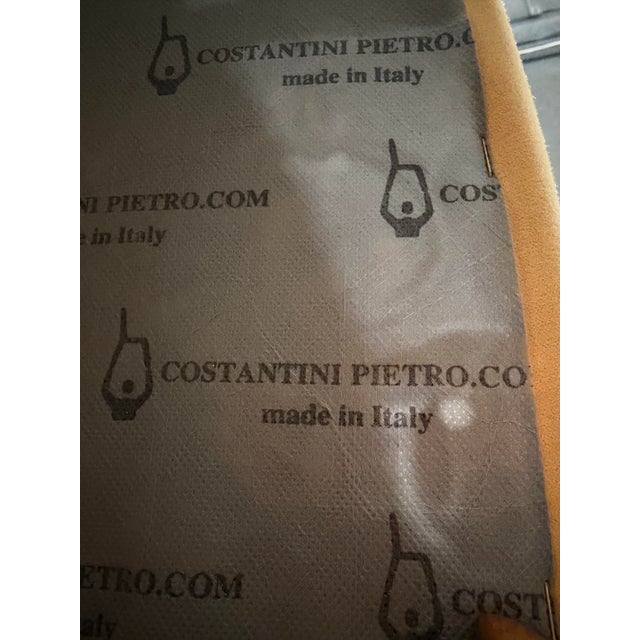 COSTANTINI PIETRO.C
made in Italy
NI PIETRO.COM
e in Italy
COS
COSTANTINI PIETRO.CO
made in Italy
ETRO.COM
aly
COST